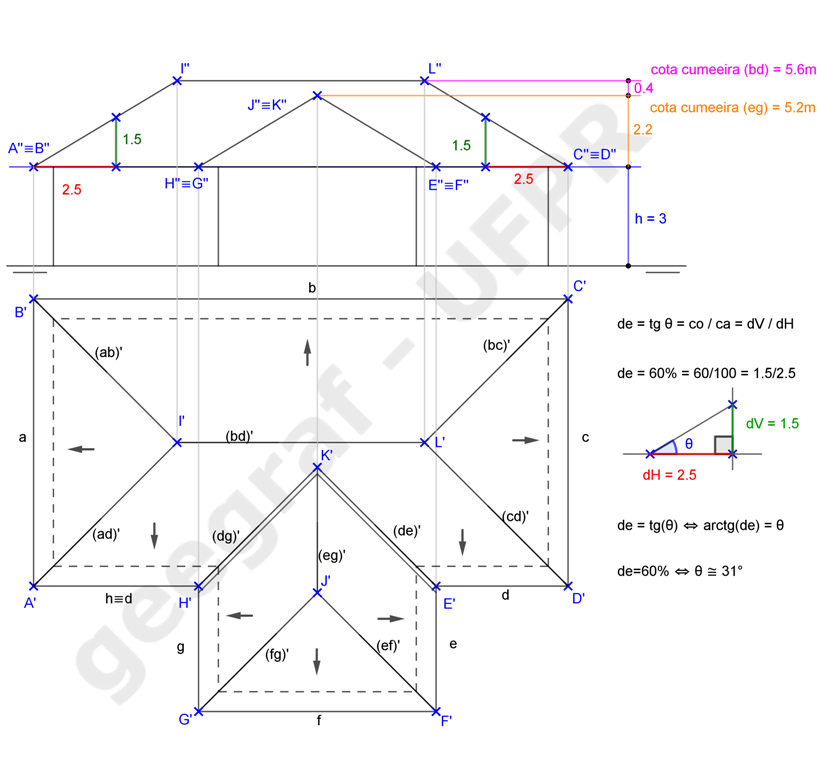 I" L" cota cumeeira (bd) = 5.6m
0.4
J"≡K" cota cumeeira (eg) = 5.2m
2.2
A"≡B" 1.5 1.5 C"≡D"
2.5 H"≡G" E"≡F" 2.5
h = 3
b
B' C'
(ab)' (bc)'
de = tg θ = co / ca = dV / dH
de = 60% = 60/100 = 1.5/2.5
a I' (bd)' L' c
θ dV = 1.5
K'
dH = 2.5
(ad)' (dg)' (de)' (cd)'
de = tg(θ) ⇔ arctg(de) = θ
(eg)'
de=60% ⇔ θ ≅ 31°
J'
A' h≡d H' E' d D'
g (fg)' (ef)' e
G' f F'
geegraf - UFPR